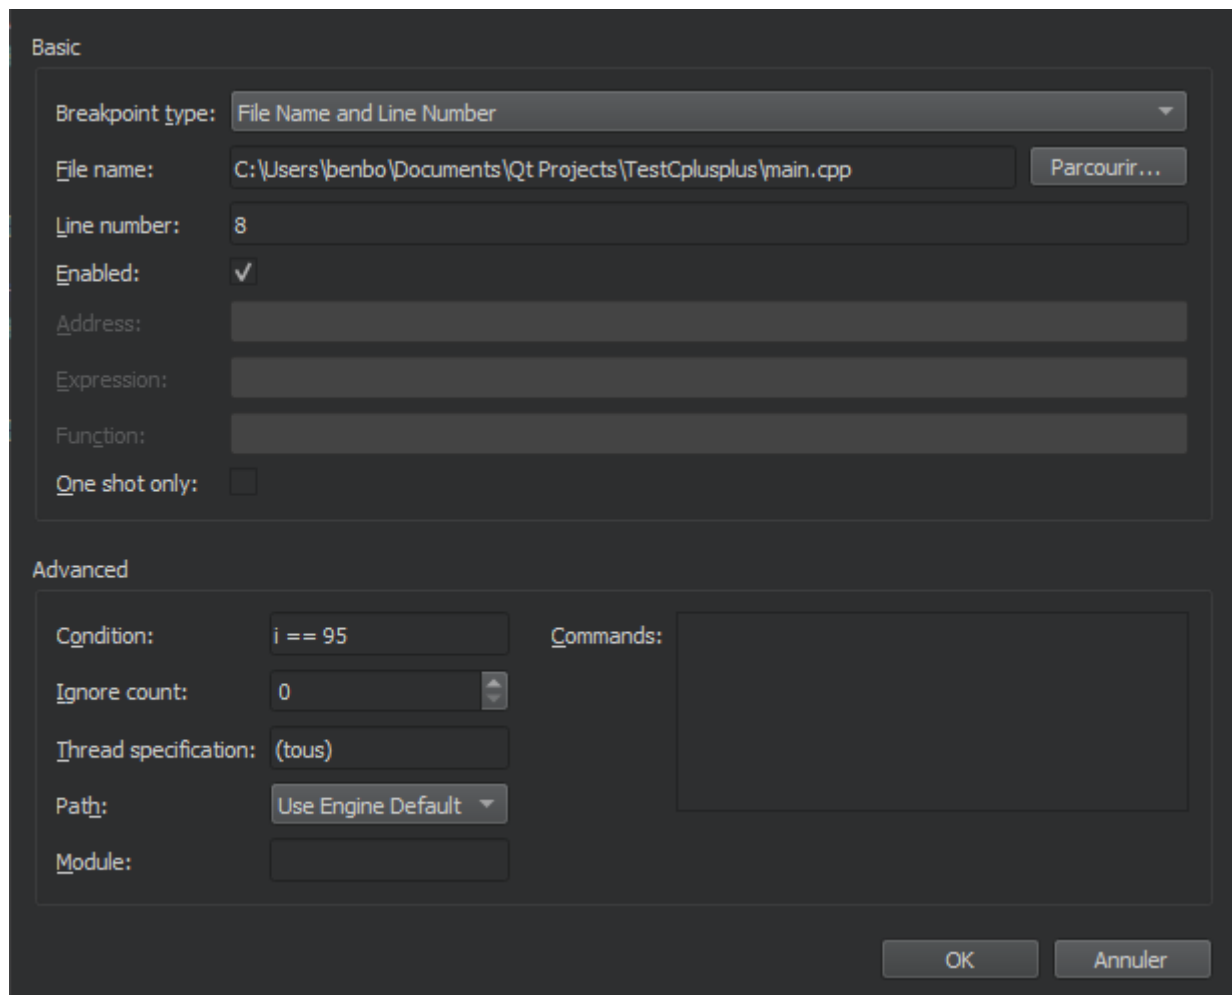 Basic
Breakpoint type: File Name and Line Number
File name: C:\Users\benbo\Documents\Qt Projects\TestCplusplus\main.cpp Parcourir...
Line number: 8
Enabled:
Address:
Expression:
Function:
One shot only:
Advanced
Condition: i == 95 Commands:
Ignore count: 0
Thread specification: (tous)
Path: Use Engine Default
Module:
OK Annuler